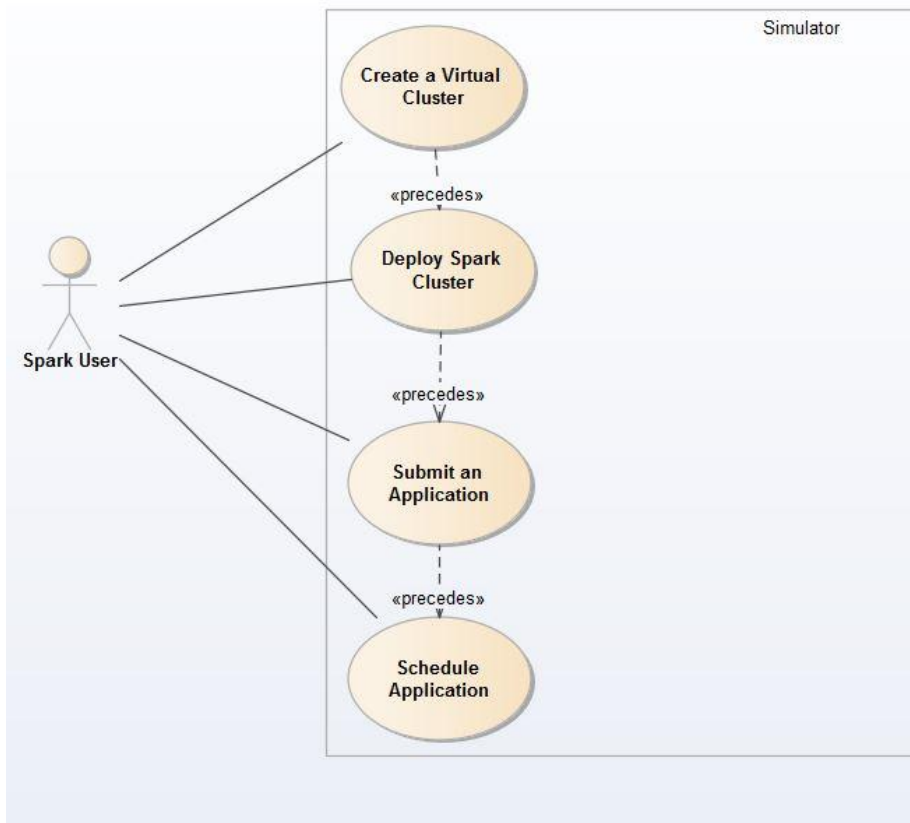 Simulator
Create a Virtual
Cluster
«precedes»
Deploy Spark
Cluster
Spark User
«precedes»
Submit an
Application
«precedes»
Schedule
Application